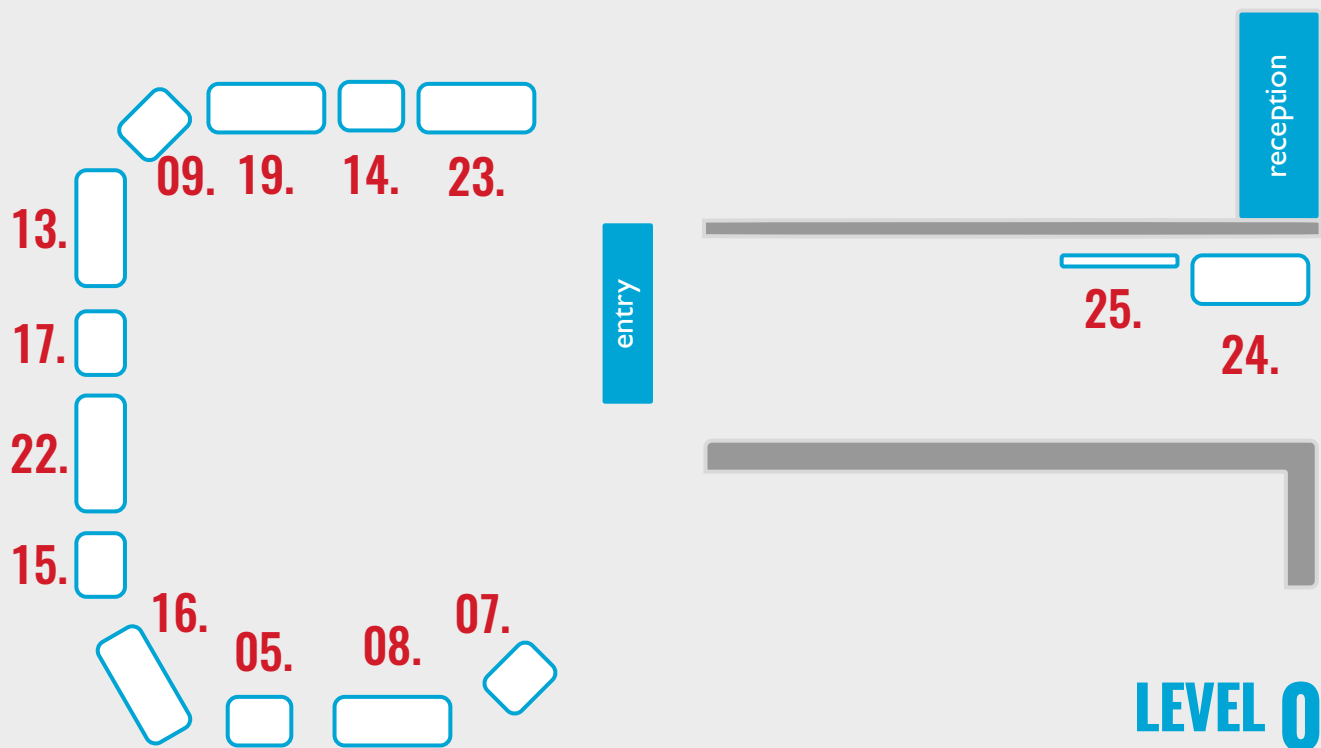 reception
09. 19. 14. 23.
13.
entry
25.
17.
24.
22.
15.
16.
07.
05.
08.
LEVEL 0